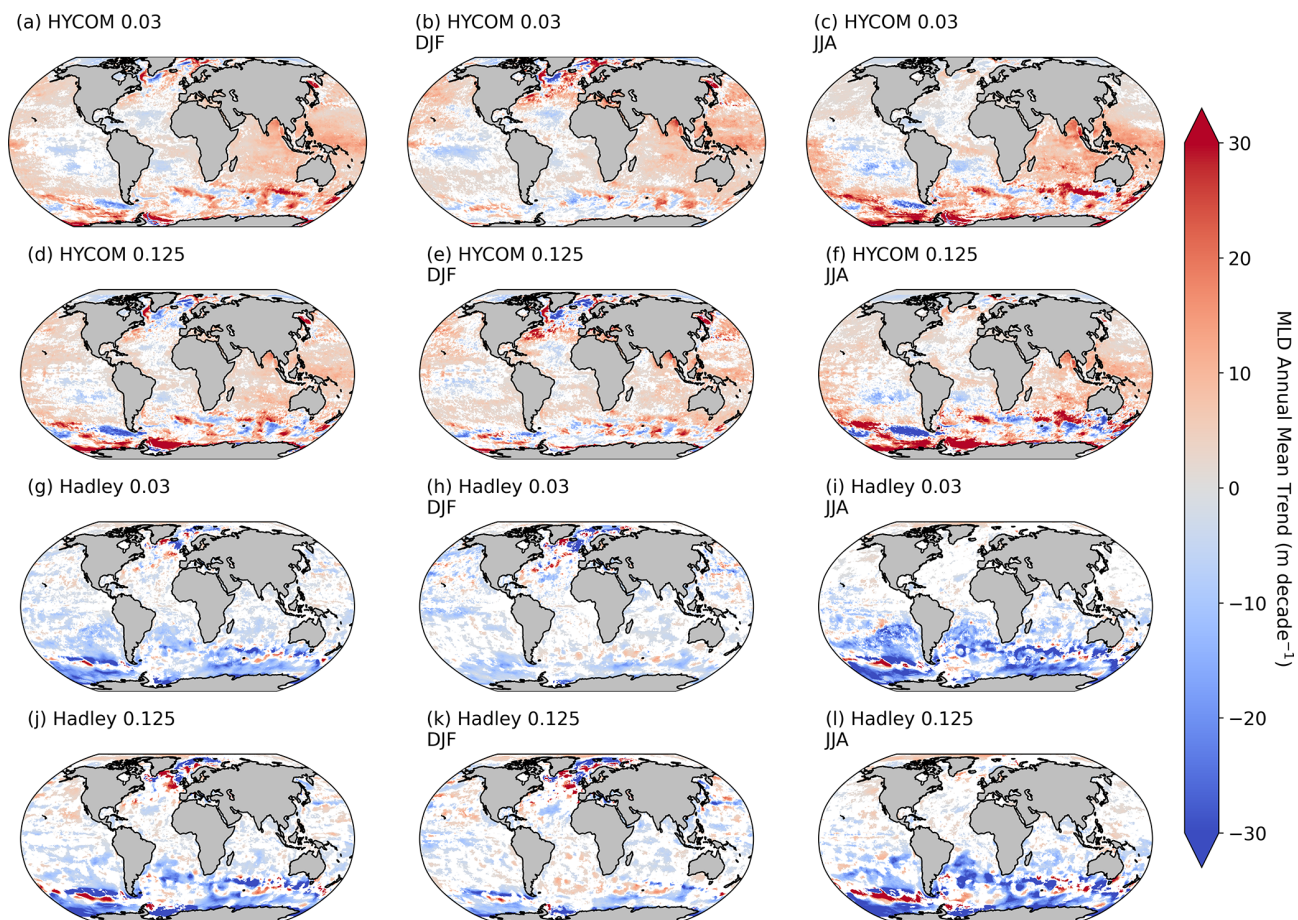 (a) HYCOM 0.03
(b) HYCOM 0.03
DJF
(c) HYCOM 0.03
JJA
(d) HYCOM 0.125
(e) HYCOM 0.125
DJF
(f) HYCOM 0.125
JJA
(g) Hadley 0.03
(h) Hadley 0.03
DJF
(i) Hadley 0.03
JJA
(j) Hadley 0.125
(k) Hadley 0.125
DJF
(l) Hadley 0.125
JJA
30
20
10
0
−10
−20
−30
MLD Annual Mean Trend (m decade⁻¹)